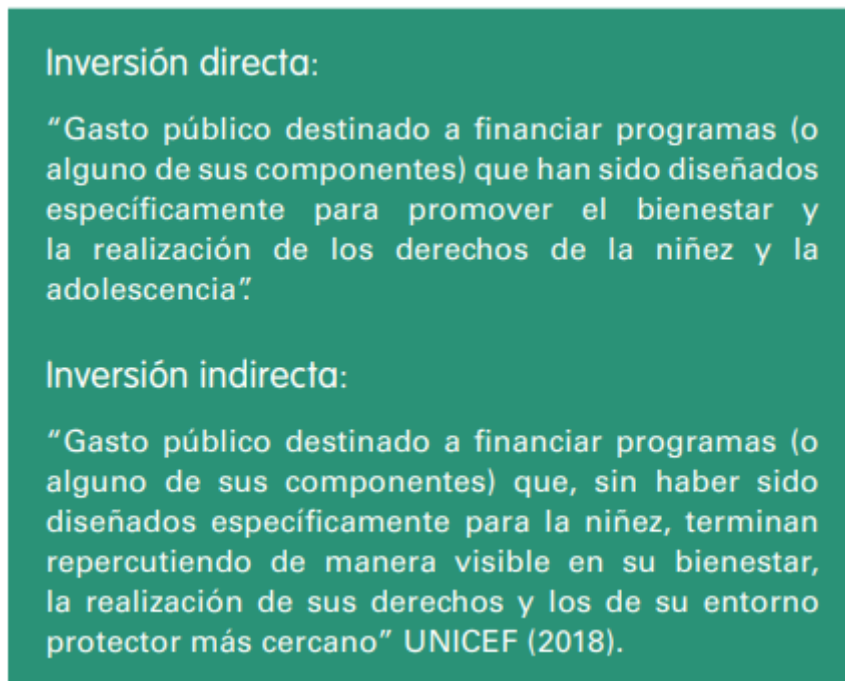 Inversión directa:
“Gasto público destinado a financiar programas (o
alguno de sus componentes) que han sido diseñados
específicamente para promover el bienestar y
la realización de los derechos de la niñez y la
adolescencia”.
Inversión indirecta:
“Gasto público destinado a financiar programas (o
alguno de sus componentes) que, sin haber sido
diseñados específicamente para la niñez, terminan
repercutiendo de manera visible en su bienestar,
la realización de sus derechos y los de su entorno
protector más cercano” UNICEF (2018).